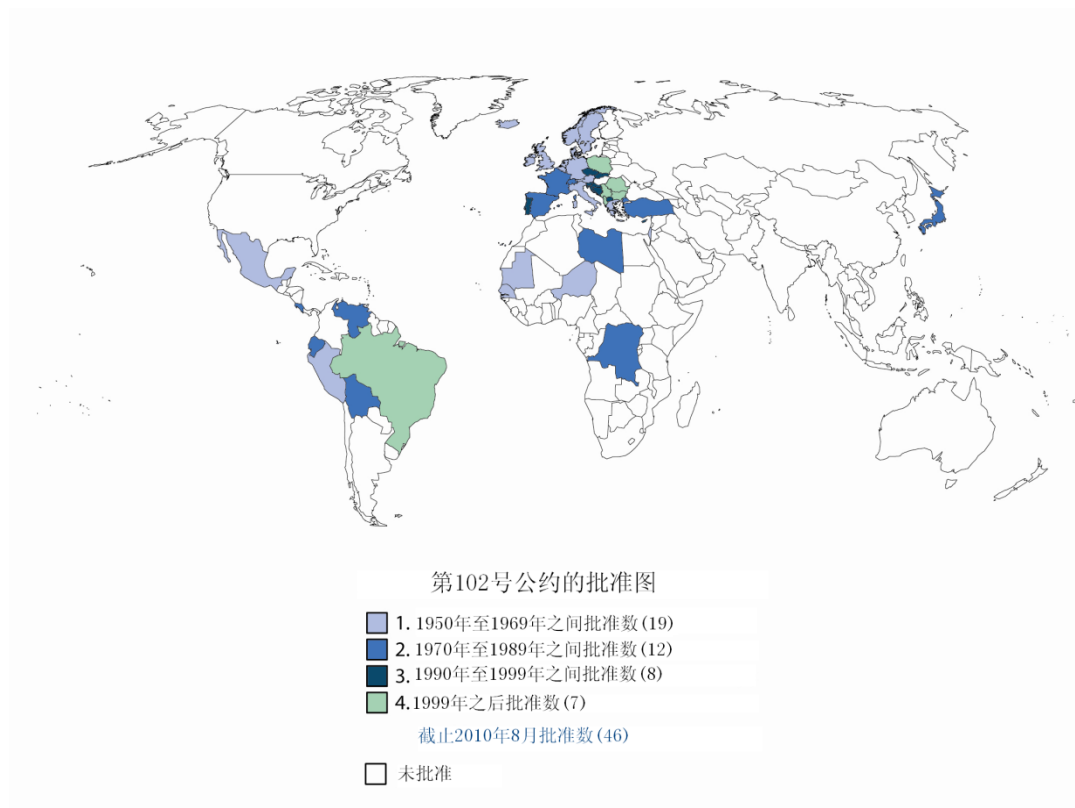 第102号公约的批准图
1. 1950年至1969年之间批准数(19)
2. 1970年至1989年之间批准数(12)
3. 1990年至1999年之间批准数(8)
4. 1999年之后批准数(7)
截止2010年8月批准数(46)
未批准